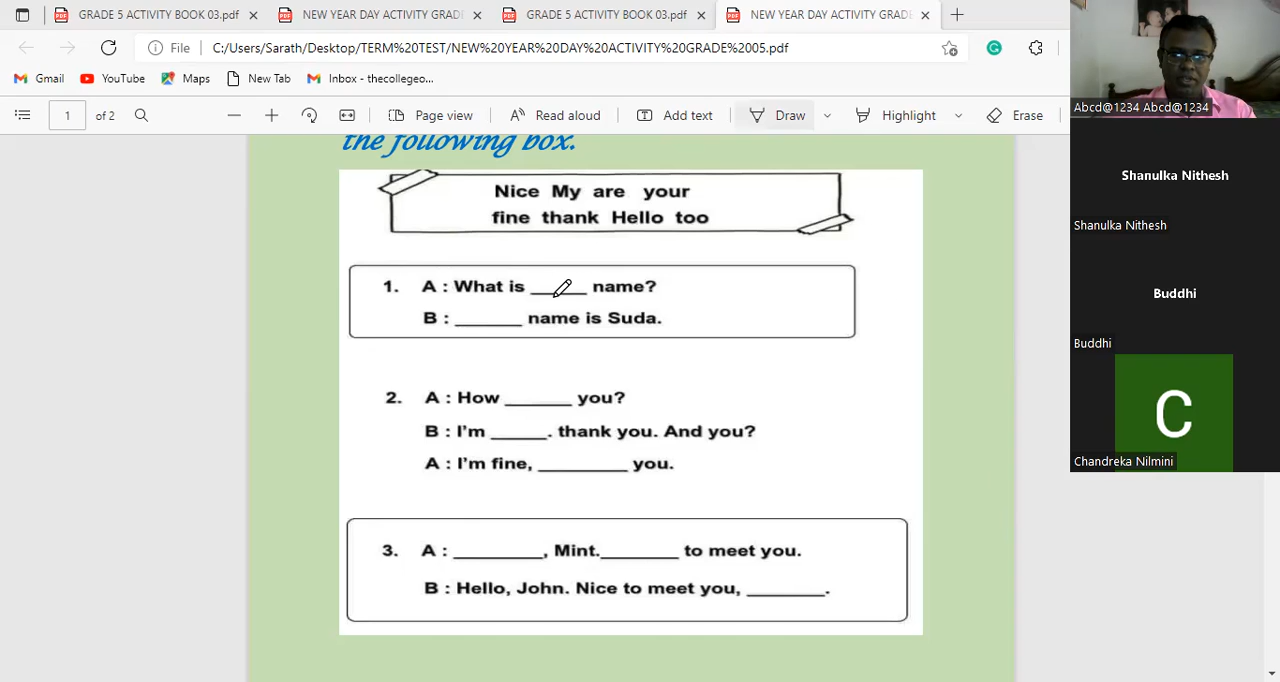 GRADE 5 ACTIVITY BOOK 03.pdf
NEW YEAR DAY ACTIVITY GRADE
GRADE 5 ACTIVITY BOOK 03.pdf
NEW YEAR DAY ACTIVITY GRADE
File C:/Users/Sarath/Desktop/TERM%20TEST/NEW%20YEAR%20DAY%20ACTIVITY%20GRADE%2005.pdf
Gmail YouTube Maps New Tab Inbox - thecollegeo...
1 of 2 Page view Read aloud Add text Draw Highlight Erase
the following box.
Nice My are your
fine thank Hello too
1. A : What is _____ name?
B : ______ name is Suda.
2. A : How ______ you?
B : I'm _____. thank you. And you?
A : I'm fine, ________ you.
3. A : ________, Mint._______ to meet you.
B : Hello, John. Nice to meet you, _______.
Abcd@1234 Abcd@1234
Shanulka Nithesh
Shanulka Nithesh
Buddhi
Buddhi
C
Chandreka Nilmini